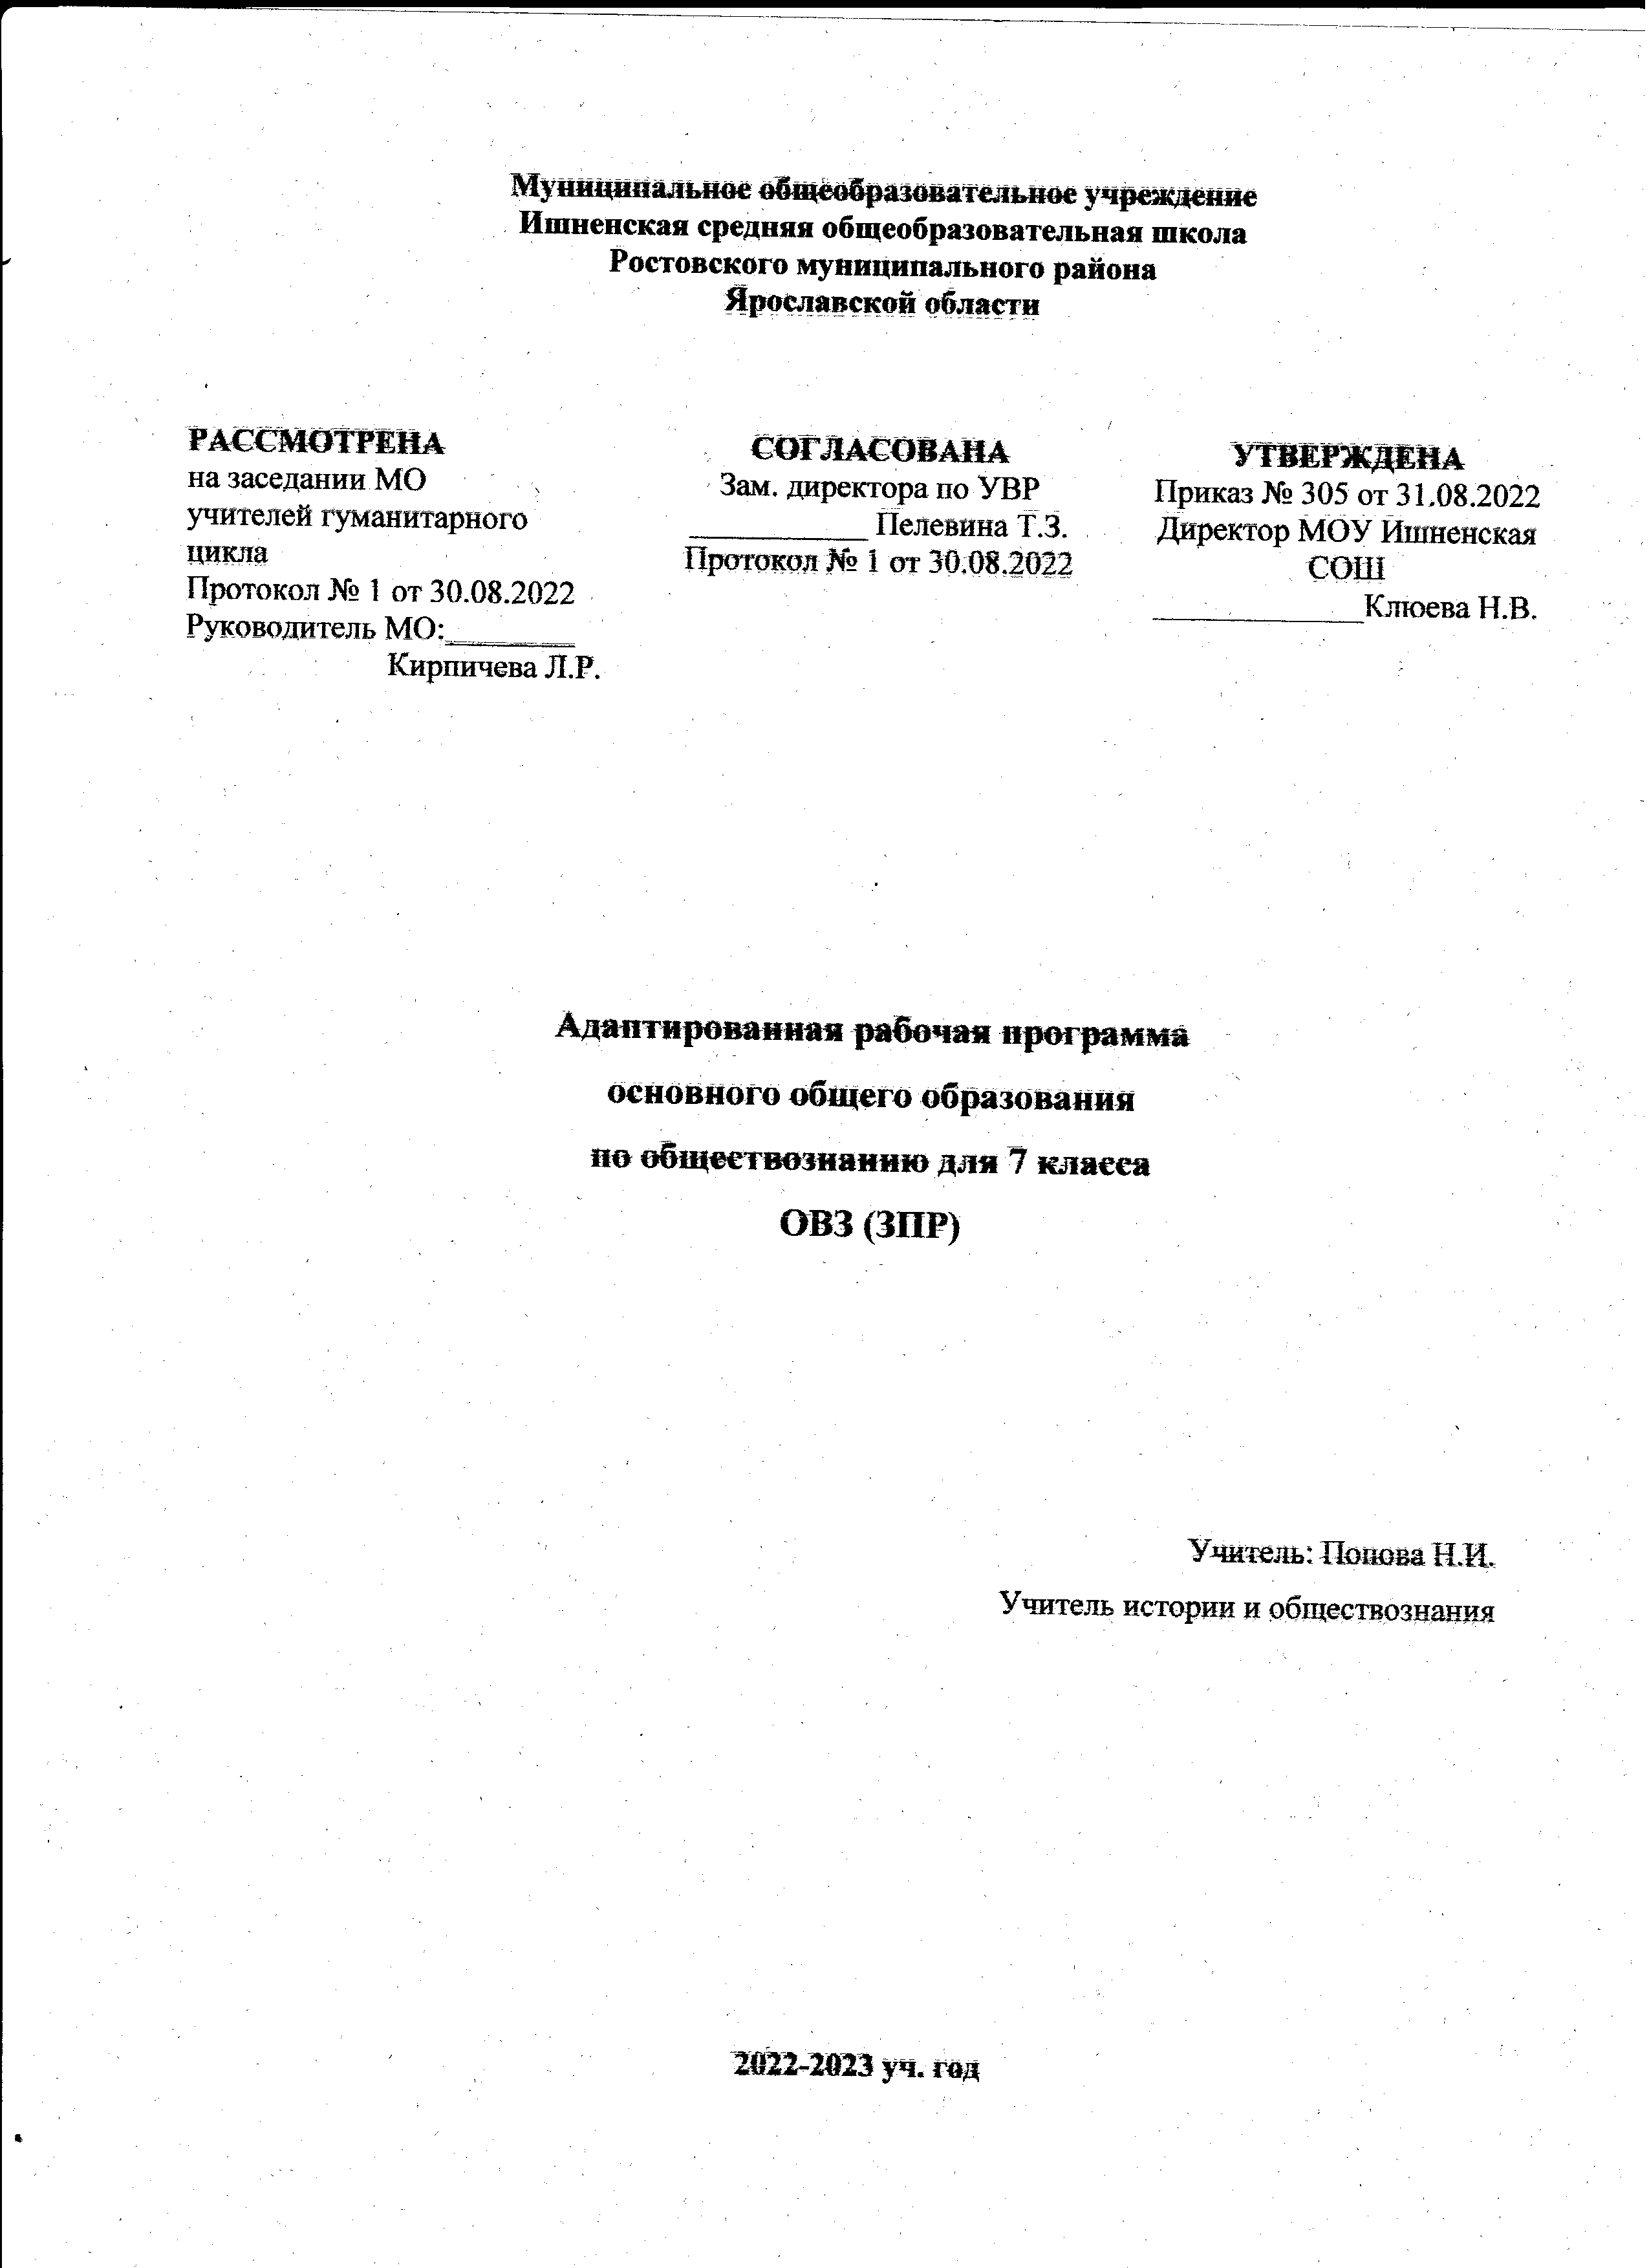 Муниципальное общеобразовательное учреждение
Ишненская средняя общеобразовательная школа
Ростовского муниципального района
Ярославской области
РАССМОТРЕНА
на заседании МО
учителей гуманитарного
цикла
Протокол № 1 от 30.08.2022
Руководитель МО:________
Кирпичева Л.Р.
СОГЛАСОВАНА
Зам. директора по УВР
___________ Пелевина Т.З.
Протокол № 1 от 30.08.2022
УТВЕРЖДЕНА
Приказ № 305 от 31.08.2022
Директор МОУ Ишненская
СОШ
_____________Клюева Н.В.
Адаптированная рабочая программа
основного общего образования
по обществознанию для 7 класса
ОВЗ (ЗПР)
Учитель: Попова Н.И.
Учитель истории и обществознания
2022-2023 уч. год